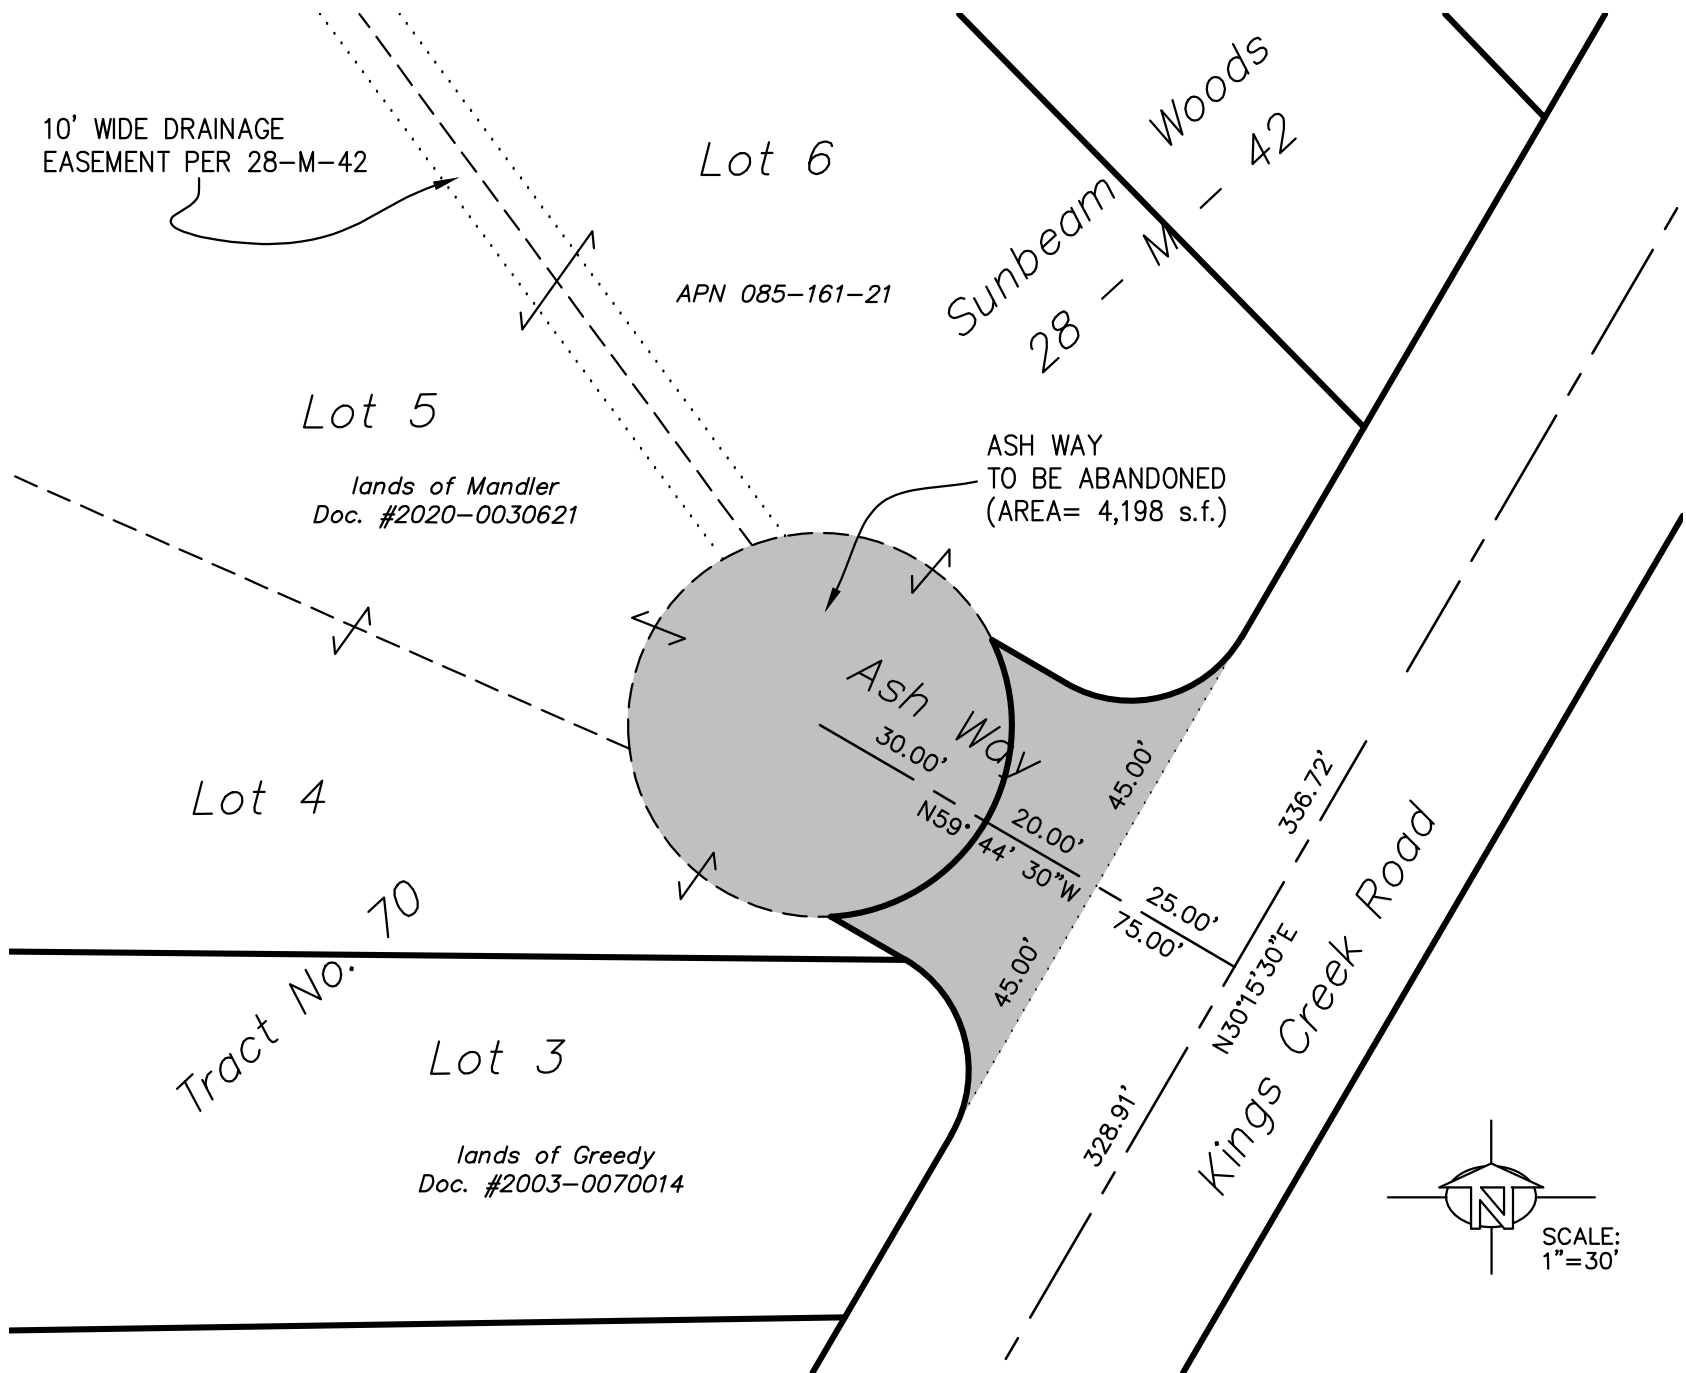 10' WIDE DRAINAGE
EASEMENT PER 28-M-42
Lot 6
APN 085-161-21
Sunbeam Woods
28 - M - 42
Lot 5
lands of Mandler
Doc. #2020-0030621
ASH WAY
TO BE ABANDONED
(AREA= 4,198 s.f.)
Ash Way
30.00'
N59° 44' 30"W
20.00'
45.00'
25.00'
75.00'
45.00'
336.72'
N30°15'30"E
328.91'
Kings Creek Road
Lot 4
Tract No. 70
Lot 3
lands of Greedy
Doc. #2003-0070014
N
SCALE:
1"=30'